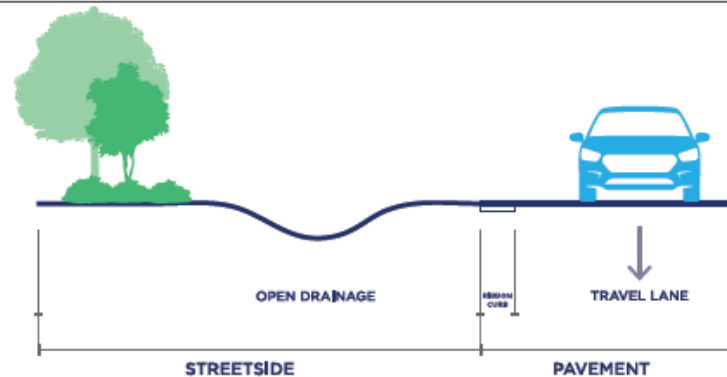 OPEN DRAINAGE
RIBBON
CURB
TRAVEL LANE
STREETSIDE
PAVEMENT